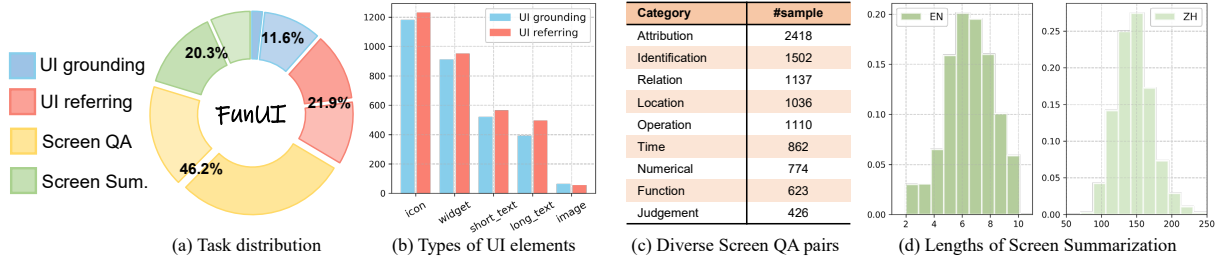 UI grounding
UI referring
Screen QA
Screen Sum.
11.6%
21.9%
46.2%
20.3%
FunUI
(a) Task distribution
UI grounding
UI referring
1200
1000
800
600
400
200
0
icon
widget
short_text
long_text
image
(b) Types of UI elements
Category #sample
Attribution 2418
Identification 1502
Relation 1137
Location 1036
Operation 1110
Time 862
Numerical 774
Function 623
Judgement 426
(c) Diverse Screen QA pairs
EN
0.20
0.15
0.10
0.05
0.00
2 4 6 8 10
ZH
0.25
0.20
0.15
0.10
0.05
0.00
50 100 150 200 250
(d) Lengths of Screen Summarization